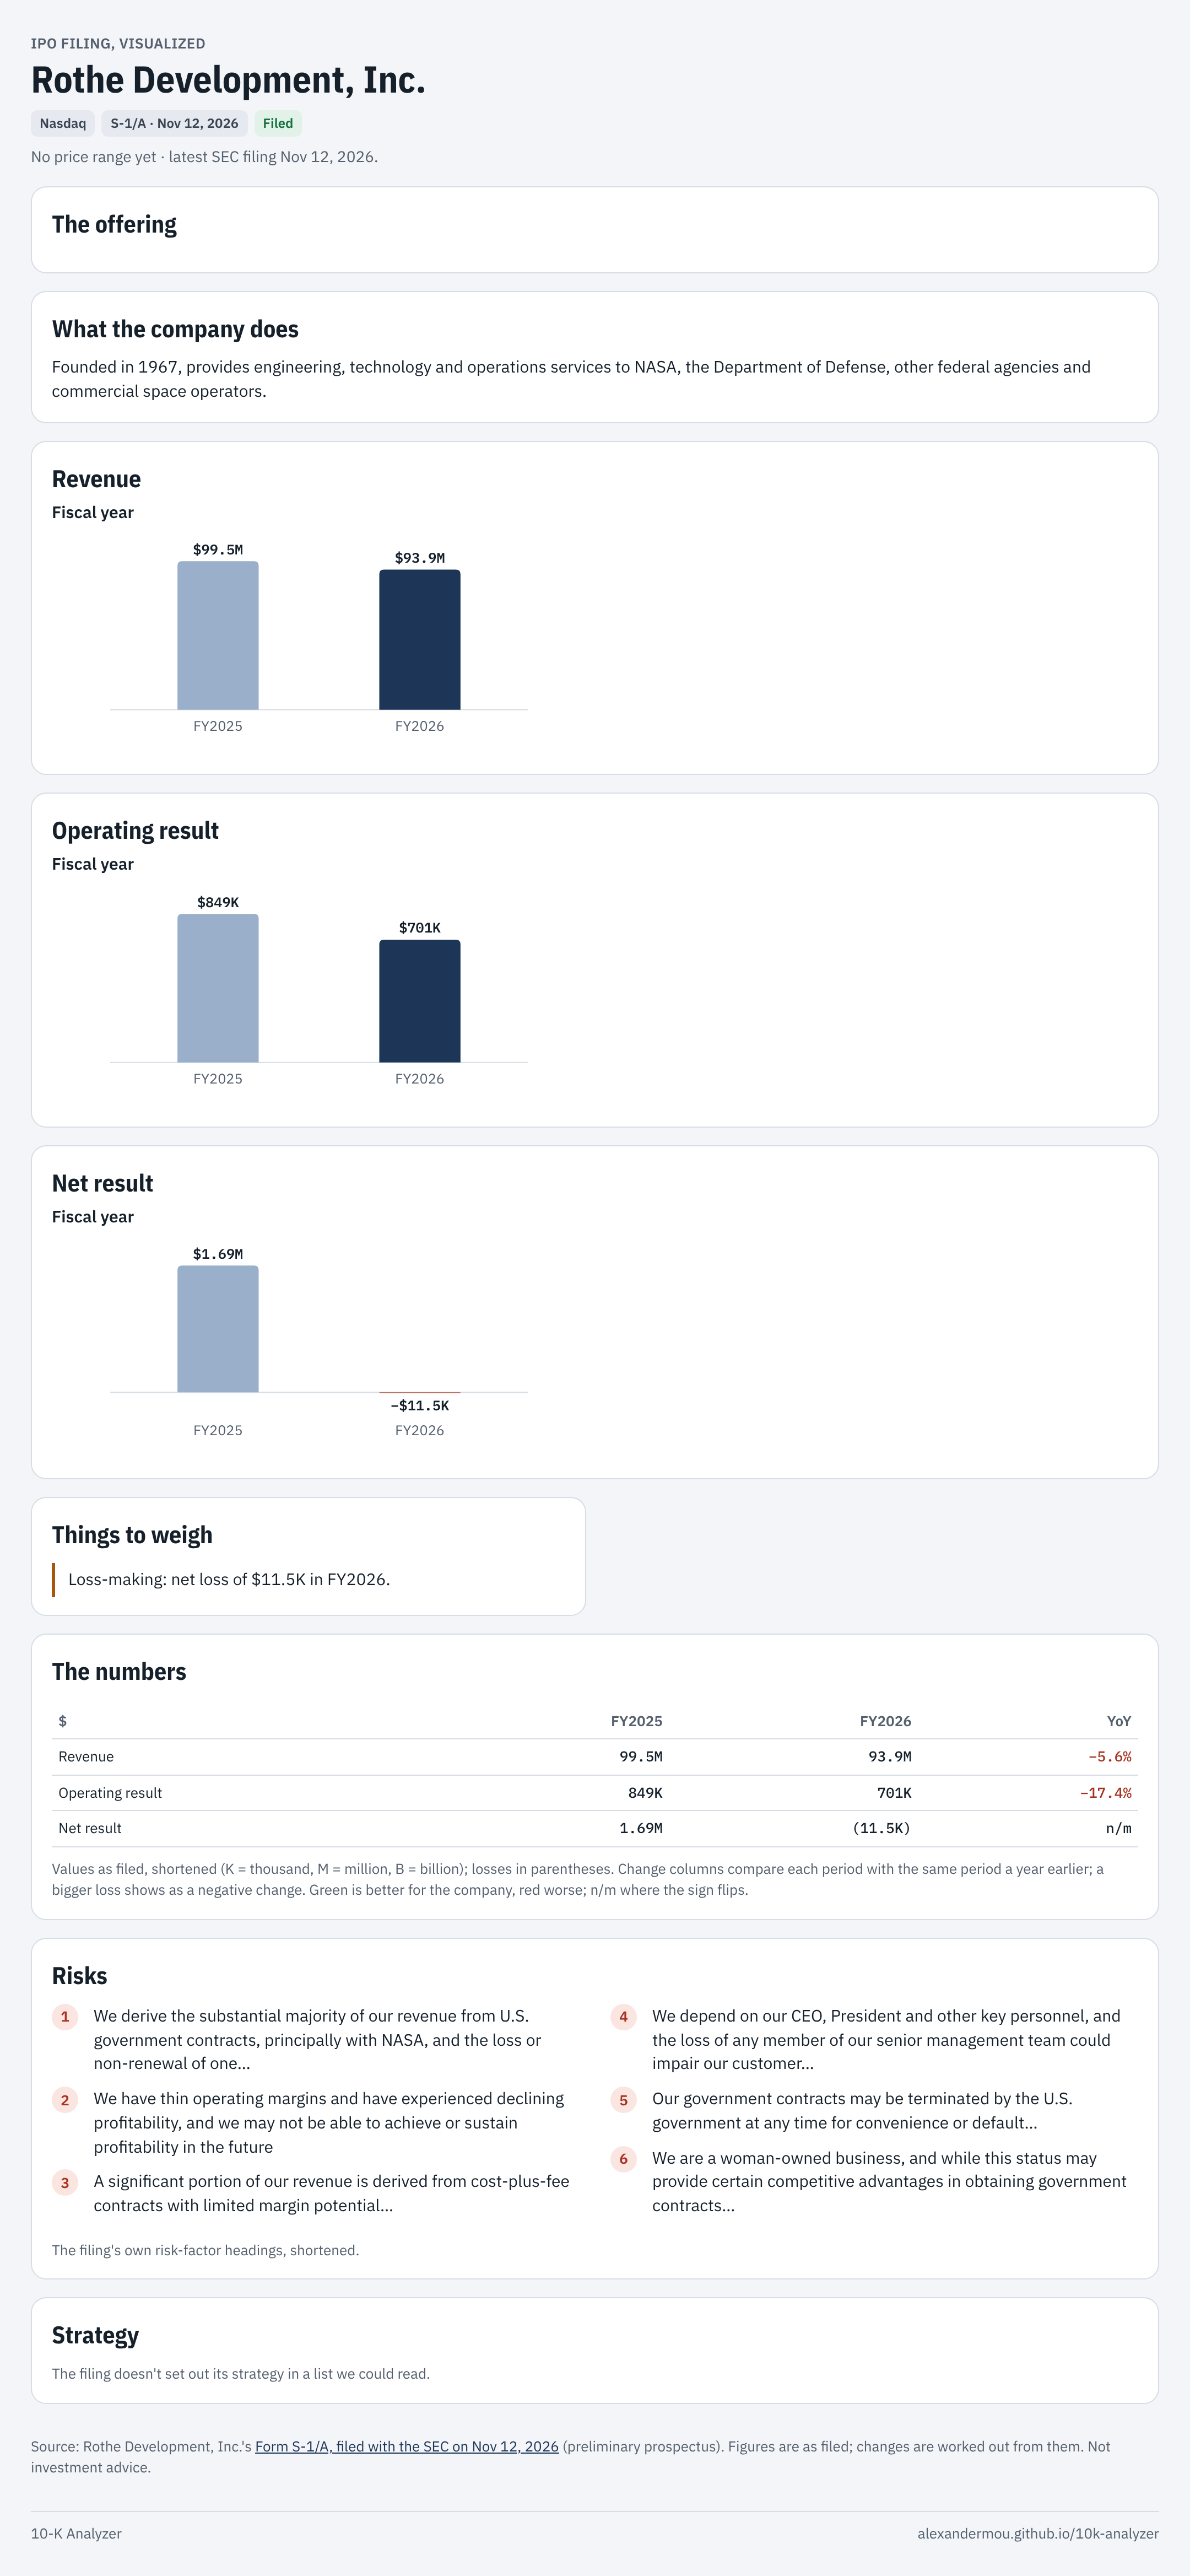 IPO FILING, VISUALIZED
Rothe Development, Inc.
Nasdaq
S-1/A · Nov 12, 2026
Filed
No price range yet · latest SEC filing Nov 12, 2026.
The offering
What the company does
Founded in 1967, provides engineering, technology and operations services to NASA, the Department of Defense, other federal agencies and
commercial space operators.
Revenue
Fiscal year
$99.5M
$93.9M
FY2025
FY2026
Operating result
Fiscal year
$849K
$701K
FY2025
FY2026
Net result
Fiscal year
$1.69M
−$11.5K
FY2025
FY2026
Things to weigh
Loss-making: net loss of $11.5K in FY2026.
The numbers
$ FY2025 FY2026 YoY
Revenue 99.5M 93.9M −5.6%
Operating result 849K 701K −17.4%
Net result 1.69M (11.5K) n/m
Values as filed, shortened (K = thousand, M = million, B = billion); losses in parentheses. Change columns compare each period with the same period a year earlier; a
bigger loss shows as a negative change. Green is better for the company, red worse; n/m where the sign flips.
Risks
1 We derive the substantial majority of our revenue from U.S.
government contracts, principally with NASA, and the loss or
non-renewal of one…
2 We have thin operating margins and have experienced declining
profitability, and we may not be able to achieve or sustain
profitability in the future
3 A significant portion of our revenue is derived from cost-plus-fee
contracts with limited margin potential…
4 We depend on our CEO, President and other key personnel, and
the loss of any member of our senior management team could
impair our customer…
5 Our government contracts may be terminated by the U.S.
government at any time for convenience or default…
6 We are a woman-owned business, and while this status may
provide certain competitive advantages in obtaining government
contracts…
The filing's own risk-factor headings, shortened.
Strategy
The filing doesn't set out its strategy in a list we could read.
Source: Rothe Development, Inc.'s Form S-1/A, filed with the SEC on Nov 12, 2026 (preliminary prospectus). Figures are as filed; changes are worked out from them. Not
investment advice.
10-K Analyzer
alexandermou.github.io/10k-analyzer